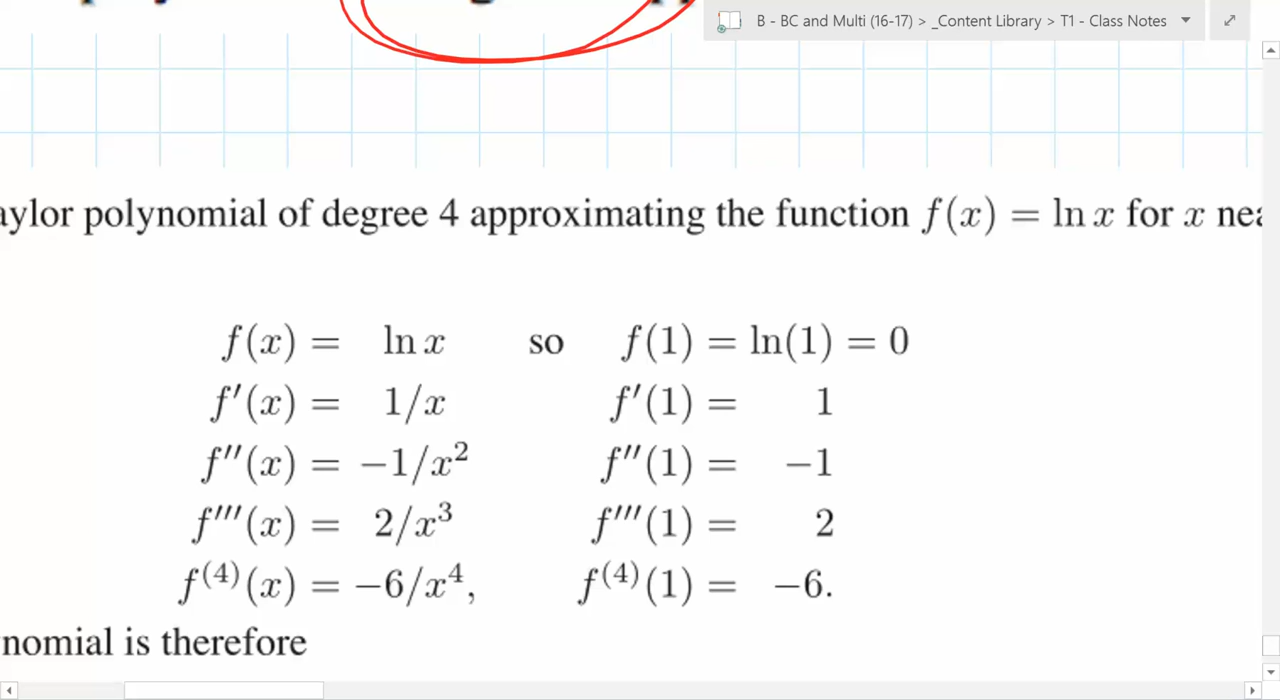 B - BC and Multi (16-17) > _Content Library > T1 - Class Notes
aylor polynomial of degree 4 approximating the function f(x) = ln x for x nea
f(x) = ln x so f(1) = ln(1) = 0
f′(x) = 1/x f′(1) = 1
f″(x) = −1/x² f″(1) = −1
f‴(x) = 2/x³ f‴(1) = 2
f⁽⁴⁾(x) = −6/x⁴, f⁽⁴⁾(1) = −6.
nomial is therefore